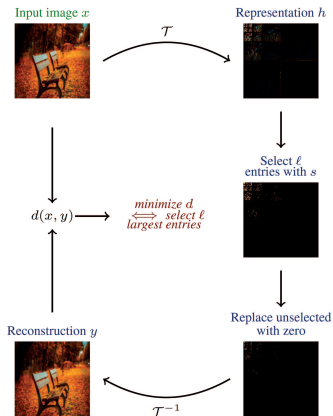 Input image x
𝒯
Representation h
Select ℓ
entries with s
d(x, y)
minimize d
⟺ select ℓ
largest entries
Replace unselected
with zero
Reconstruction y
𝒯⁻¹